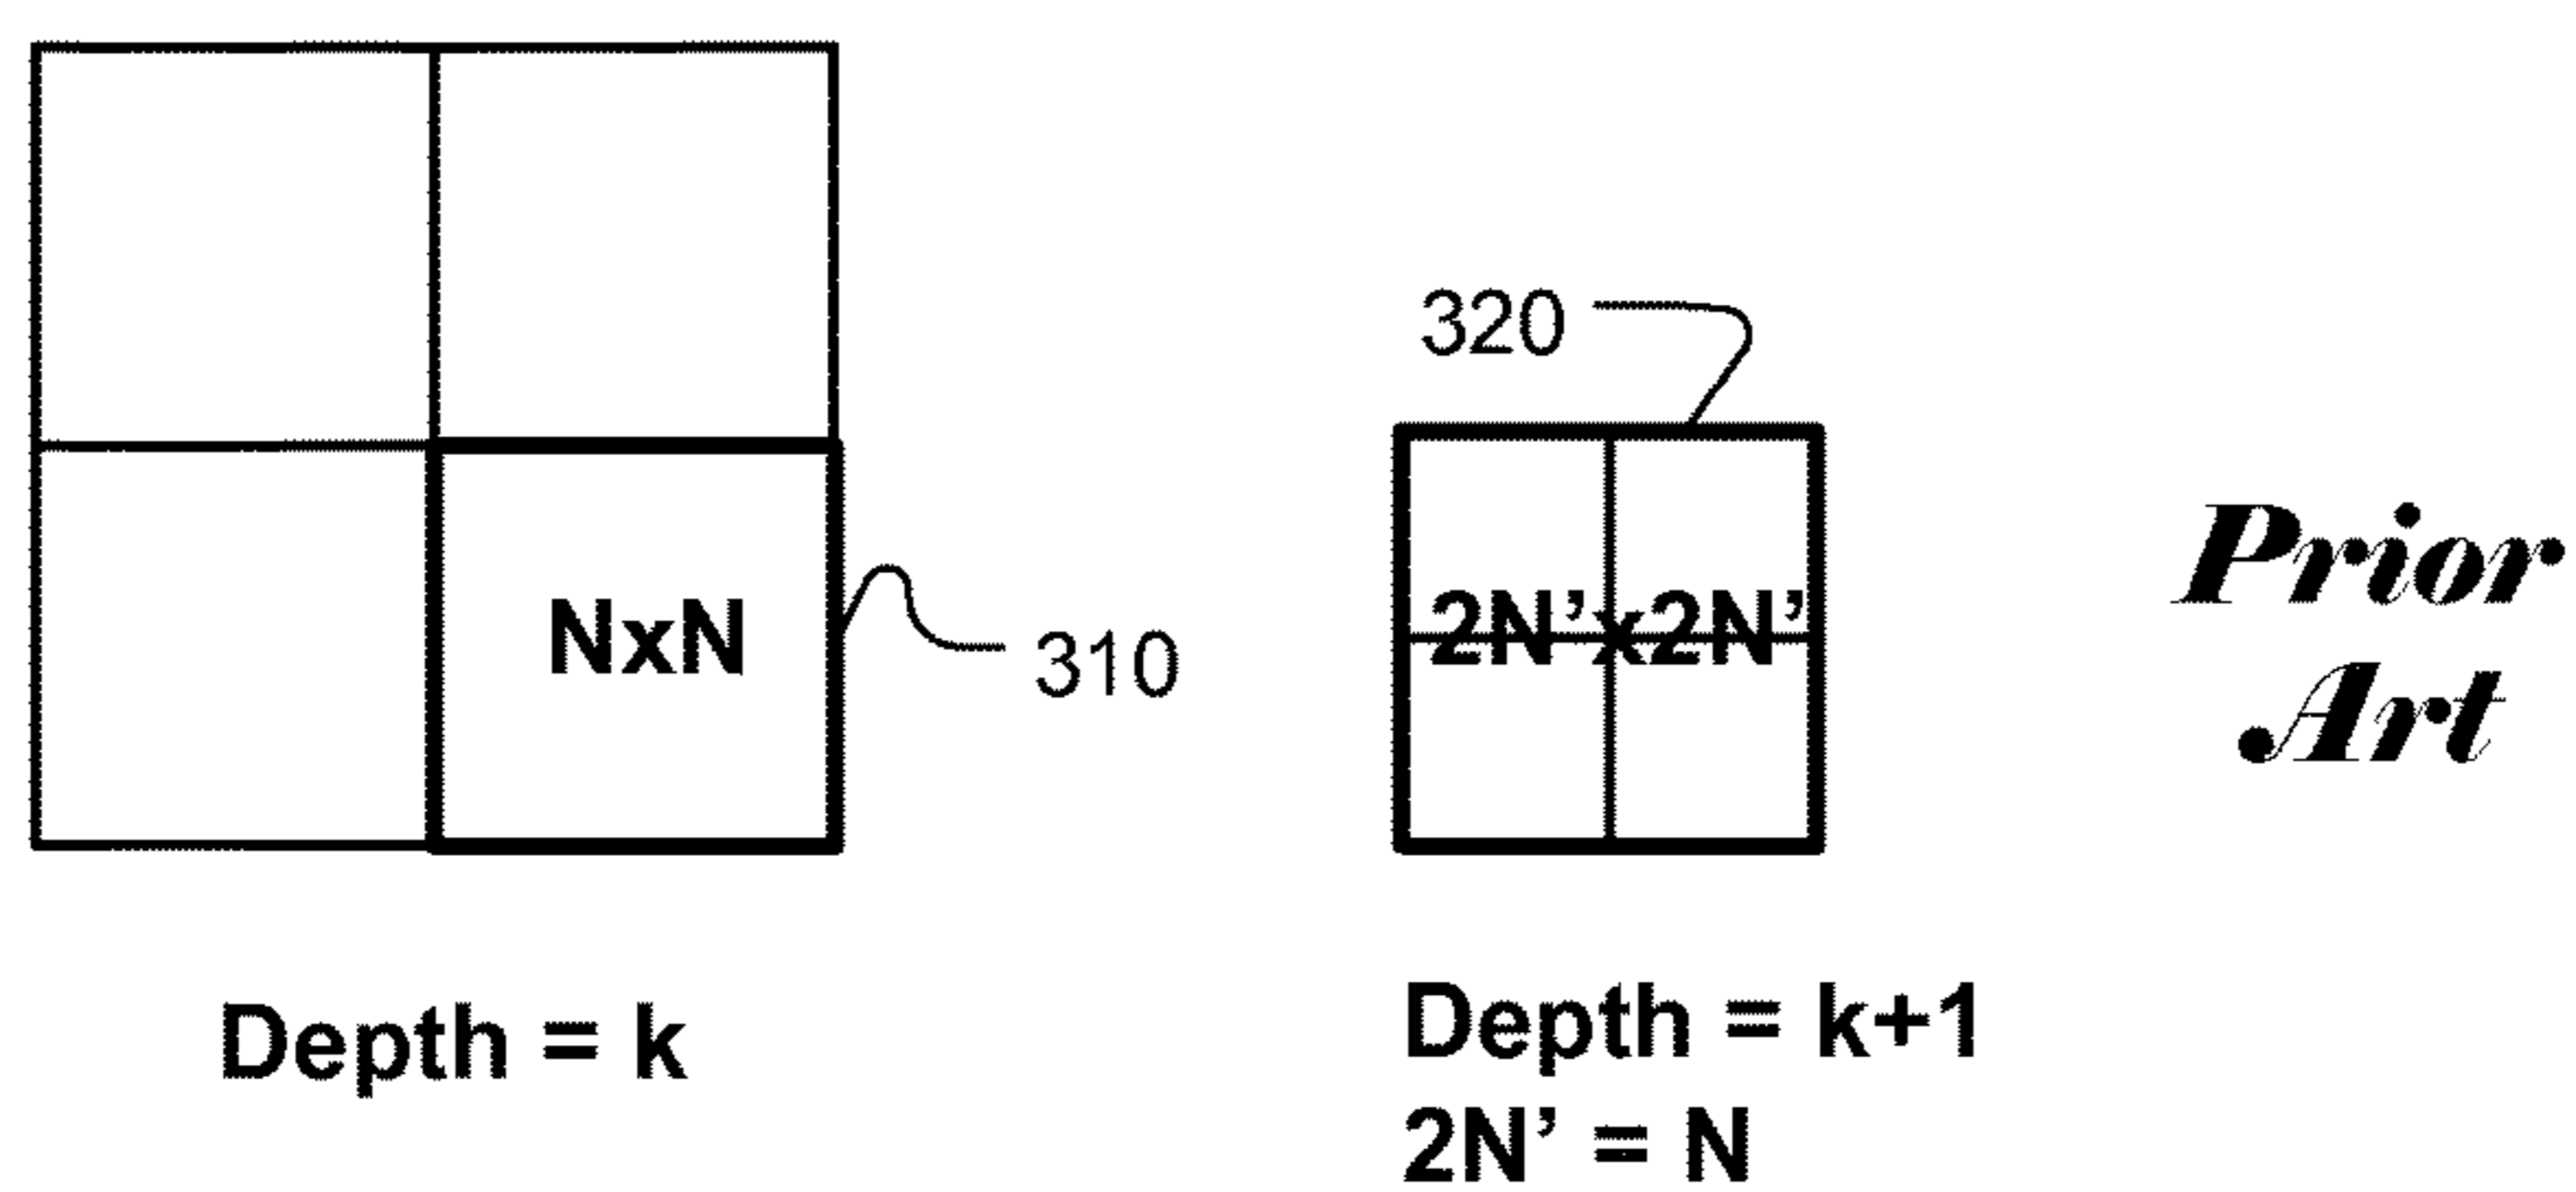 320
NxN
310
2N’x2N’
Prior
Art
Depth = k
Depth = k+1
2N’ = N